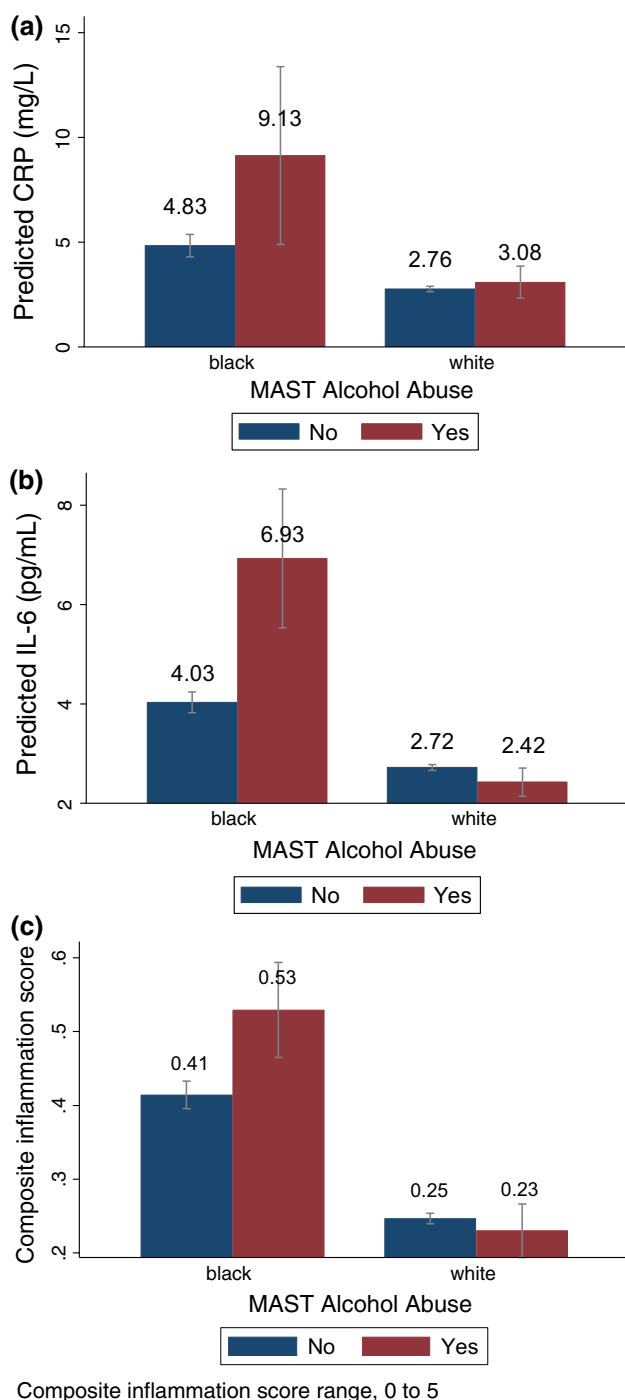 (a)
Predicted CRP (mg/L)
15
10
5
0
4.83
9.13
2.76
3.08
black
white
MAST Alcohol Abuse
No
Yes
(b)
Predicted IL-6 (pg/mL)
8
6
4
2
4.03
6.93
2.72
2.42
black
white
MAST Alcohol Abuse
No
Yes
(c)
Composite inflammation score
.6
.5
.4
.3
.2
0.41
0.53
0.25
0.23
black
white
MAST Alcohol Abuse
No
Yes
Composite inflammation score range, 0 to 5